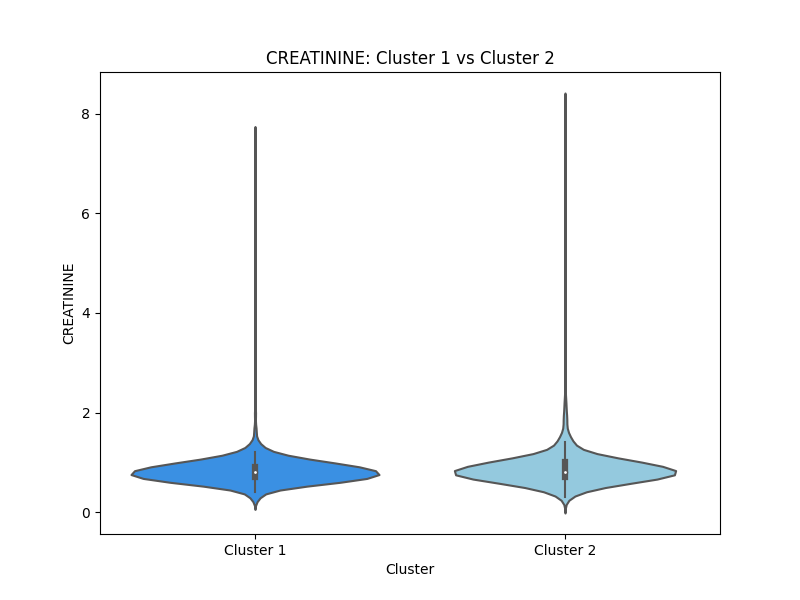 CREATININE: Cluster 1 vs Cluster 2
8
6
4
2
0
CREATININE
Cluster 1
Cluster 2
Cluster